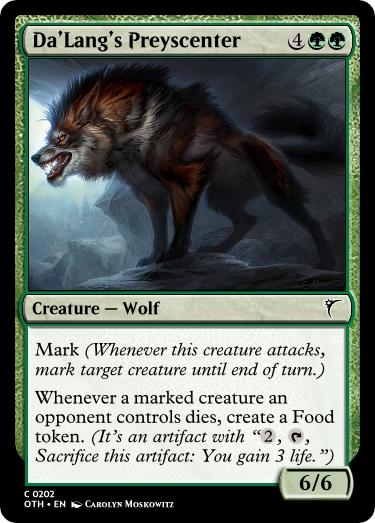 Da'Lang's Preyscenter 4
Creature — Wolf
Mark (Whenever this creature attacks,
mark target creature until end of turn.)
Whenever a marked creature an
opponent controls dies, create a Food
token. (It's an artifact with “2, ,
Sacrifice this artifact: You gain 3 life.”)
6/6
C 0202
OTH • EN Carolyn Moskowitz